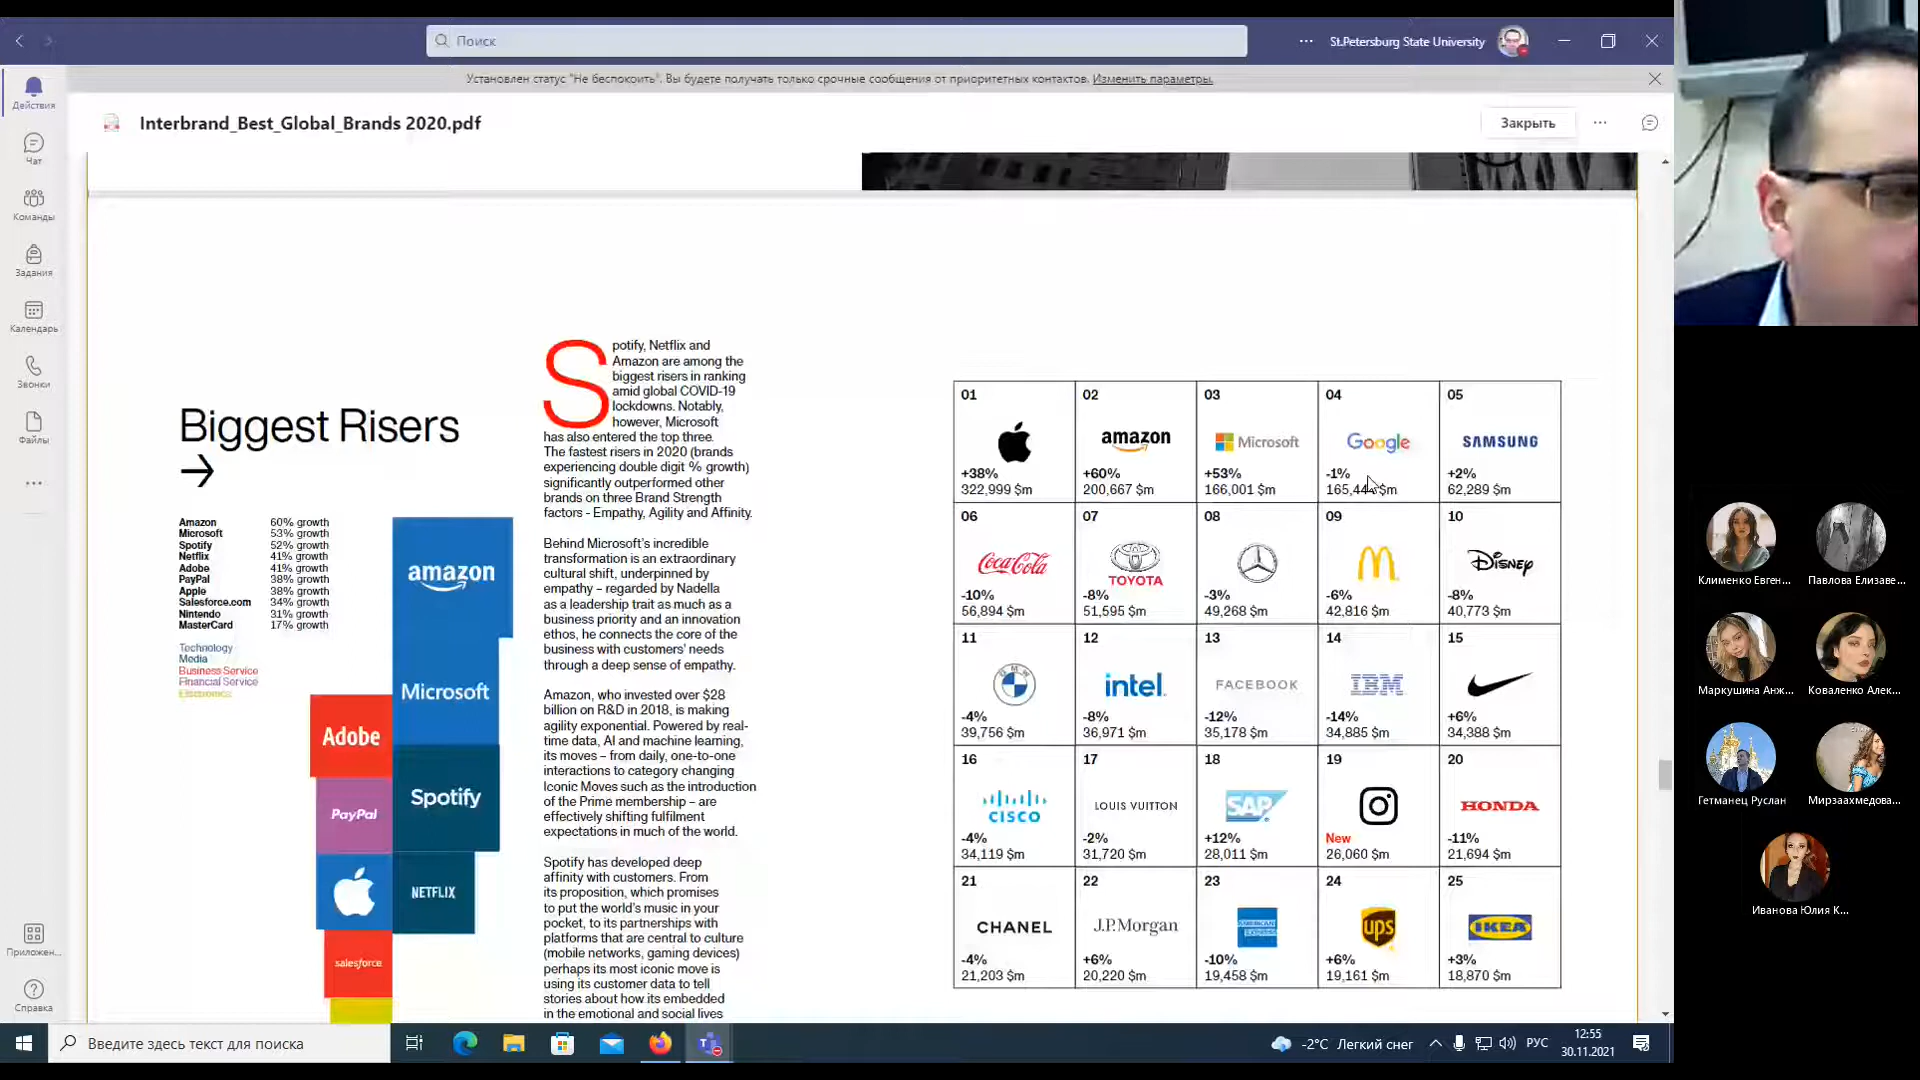 Поиск
St.Petersburg State University
Установлен статус "Не беспокоить". Вы будете получать только срочные сообщения от приоритетных контактов. Изменить параметры.
Действия
Чат
Команды
Задания
Календарь
Звонки
Файлы
Приложен...
Справка
Interbrand_Best_Global_Brands 2020.pdf
Закрыть
Biggest Risers
Amazon 60% growth
Microsoft 53% growth
Spotify 52% growth
Netflix 41% growth
Adobe 41% growth
PayPal 38% growth
Apple 38% growth
Salesforce.com 34% growth
Nintendo 31% growth
MasterCard 17% growth
Technology
Media
Business Service
Financial Service
Electronics
amazon
Microsoft
Adobe
Spotify
PayPal
NETFLIX
salesforce
Spotify, Netflix and
Amazon are among the
biggest risers in ranking
amid global COVID-19
lockdowns. Notably,
however, Microsoft
has also entered the top three.
The fastest risers in 2020 (brands
experiencing double digit % growth)
significantly outperformed other
brands on three Brand Strength
factors - Empathy, Agility and Affinity.
Behind Microsoft's incredible
transformation is an extraordinary
cultural shift, underpinned by
empathy – regarded by Nadella
as a leadership trait as much as a
business priority and an innovation
ethos, he connects the core of the
business with customers' needs
through a deep sense of empathy.
Amazon, who invested over $28
billion on R&D in 2018, is making
agility exponential. Powered by real-
time data, AI and machine learning,
its moves – from daily, one-to-one
interactions to category changing
Iconic Moves such as the introduction
of the Prime membership – are
effectively shifting fulfilment
expectations in much of the world.
Spotify has developed deep
affinity with customers. From
its proposition, which promises
to put the world's music in your
pocket, to its partnerships with
platforms that are central to culture
(mobile networks, gaming devices)
perhaps its most iconic move is
using its customer data to tell
stories about how its embedded
in the emotional and social lives
01 02 03 04 05
amazon Microsoft Google SAMSUNG
+38% +60% +53% -1% +2%
322,999 $m 200,667 $m 166,001 $m 165,44 $m 62,289 $m
06 07 08 09 10
Coca-Cola TOYOTA Disney
-10% -8% -3% -6% -8%
56,894 $m 51,595 $m 49,268 $m 42,816 $m 40,773 $m
11 12 13 14 15
BMW intel. FACEBOOK IBM
-4% -8% -12% -14% +6%
39,756 $m 36,971 $m 35,178 $m 34,885 $m 34,388 $m
16 17 18 19 20
CISCO LOUIS VUITTON SAP HONDA
-4% -2% +12% New -11%
34,119 $m 31,720 $m 28,011 $m 26,060 $m 21,694 $m
21 22 23 24 25
CHANEL J.P.Morgan AMERICAN EXPRESS ups IKEA
-4% +6% -10% +6% +3%
21,203 $m 20,220 $m 19,458 $m 19,161 $m 18,870 $m
Клименко Евген...
Павлова Елизаве...
Маркушина Анж...
Коваленко Алек...
Гетманец Руслан
Мирзаахмедова...
Иванова Юлия К...
Введите здесь текст для поиска
-2°C Легкий снег
РУС
12:55
30.11.2021